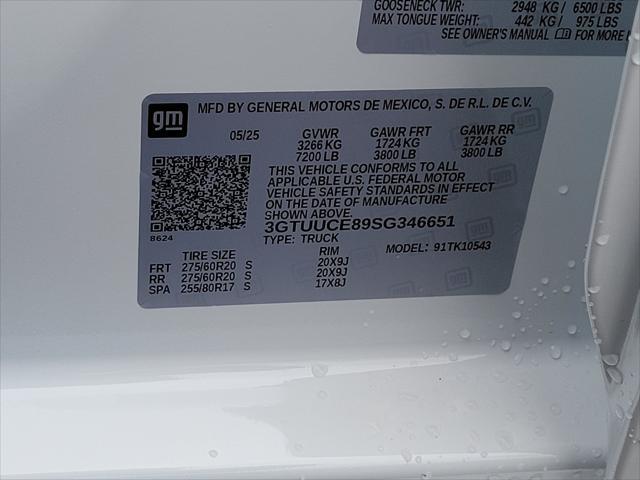 GOOSENECK TWR: 2948 KG / 6500 LBS
MAX TONGUE WEIGHT: 442 KG / 975 LBS
SEE OWNER'S MANUAL FOR MORE
gm
MFD BY GENERAL MOTORS DE MEXICO, S. DE R.L. DE C.V.
05/25 GVWR GAWR FRT GAWR RR
3266 KG 1724 KG 1724 KG
7200 LB 3800 LB 3800 LB
THIS VEHICLE CONFORMS TO ALL
APPLICABLE U.S. FEDERAL MOTOR
VEHICLE SAFETY STANDARDS IN EFFECT
ON THE DATE OF MANUFACTURE
SHOWN ABOVE.
3GTUUCE89SG346651
8624
TYPE: TRUCK MODEL: 91TK10543
TIRE SIZE RIM
FRT 275/60R20 S 20X9J
RR 275/60R20 S 20X9J
SPA 255/80R17 S 17X8J